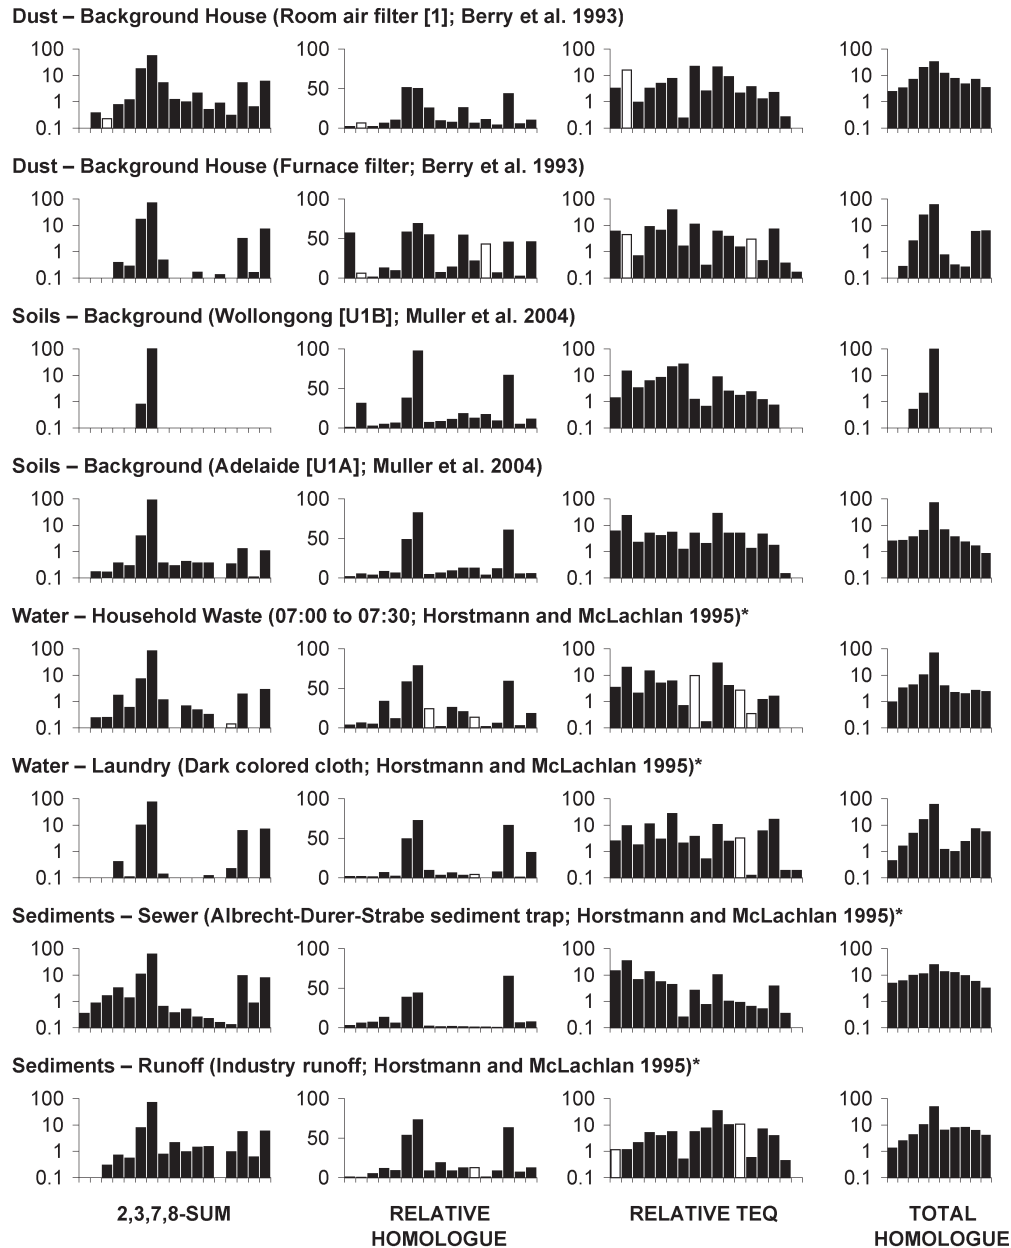 Dust – Background House (Room air filter [1]; Berry et al. 1993)
100 100 100 100
10 50 10 10
1 1 1
0.1 0 0.1 0.1
Dust – Background House (Furnace filter; Berry et al. 1993)
100 100 100 100
10 50 10 10
1 1 1
0.1 0 0.1 0.1
Soils – Background (Wollongong [U1B]; Muller et al. 2004)
100 100 100 100
10 50 10 10
1 1 1
0.1 0 0.1 0.1
Soils – Background (Adelaide [U1A]; Muller et al. 2004)
100 100 100 100
10 50 10 10
1 1 1
0.1 0 0.1 0.1
Water – Household Waste (07:00 to 07:30; Horstmann and McLachlan 1995)*
100 100 100 100
10 50 10 10
1 1 1
0.1 0 0.1 0.1
Water – Laundry (Dark colored cloth; Horstmann and McLachlan 1995)*
100 100 100 100
10 50 10 10
1 1 1
0.1 0 0.1 0.1
Sediments – Sewer (Albrecht-Durer-Strabe sediment trap; Horstmann and McLachlan 1995)*
100 100 100 100
10 50 10 10
1 1 1
0.1 0 0.1 0.1
Sediments – Runoff (Industry runoff; Horstmann and McLachlan 1995)*
100 100 100 100
10 50 10 10
1 1 1
0.1 0 0.1 0.1
2,3,7,8-SUM RELATIVE RELATIVE TEQ TOTAL
HOMOLOGUE HOMOLOGUE